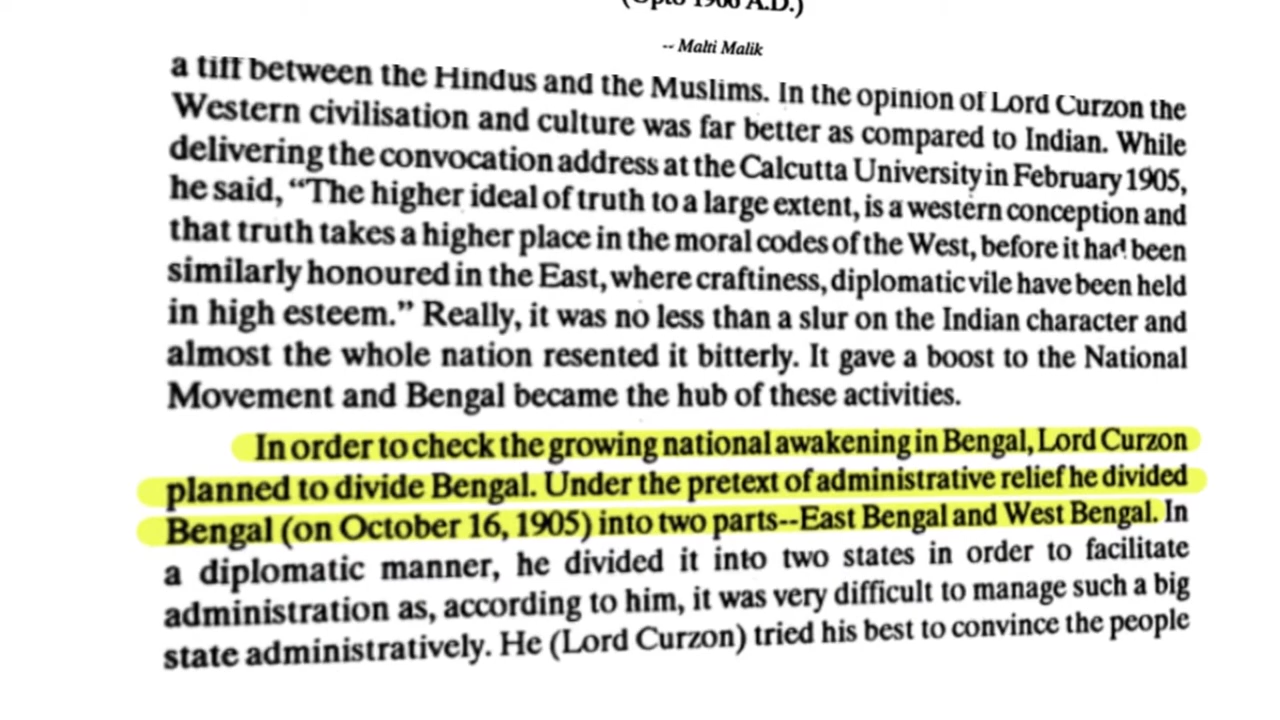 (Upto 1966 A.D.)
-- Malti Malik
a tiff between the Hindus and the Muslims. In the opinion of Lord Curzon the
Western civilisation and culture was far better as compared to Indian. While
delivering the convocation address at the Calcutta University in February 1905,
he said, “The higher ideal of truth to a large extent, is a western conception and
that truth takes a higher place in the moral codes of the West, before it had been
similarly honoured in the East, where craftiness, diplomatic vile have been held
in high esteem.” Really, it was no less than a slur on the Indian character and
almost the whole nation resented it bitterly. It gave a boost to the National
Movement and Bengal became the hub of these activities.
In order to check the growing national awakening in Bengal, Lord Curzon
planned to divide Bengal. Under the pretext of administrative relief he divided
Bengal (on October 16, 1905) into two parts--East Bengal and West Bengal. In
a diplomatic manner, he divided it into two states in order to facilitate
administration as, according to him, it was very difficult to manage such a big
state administratively. He (Lord Curzon) tried his best to convince the people